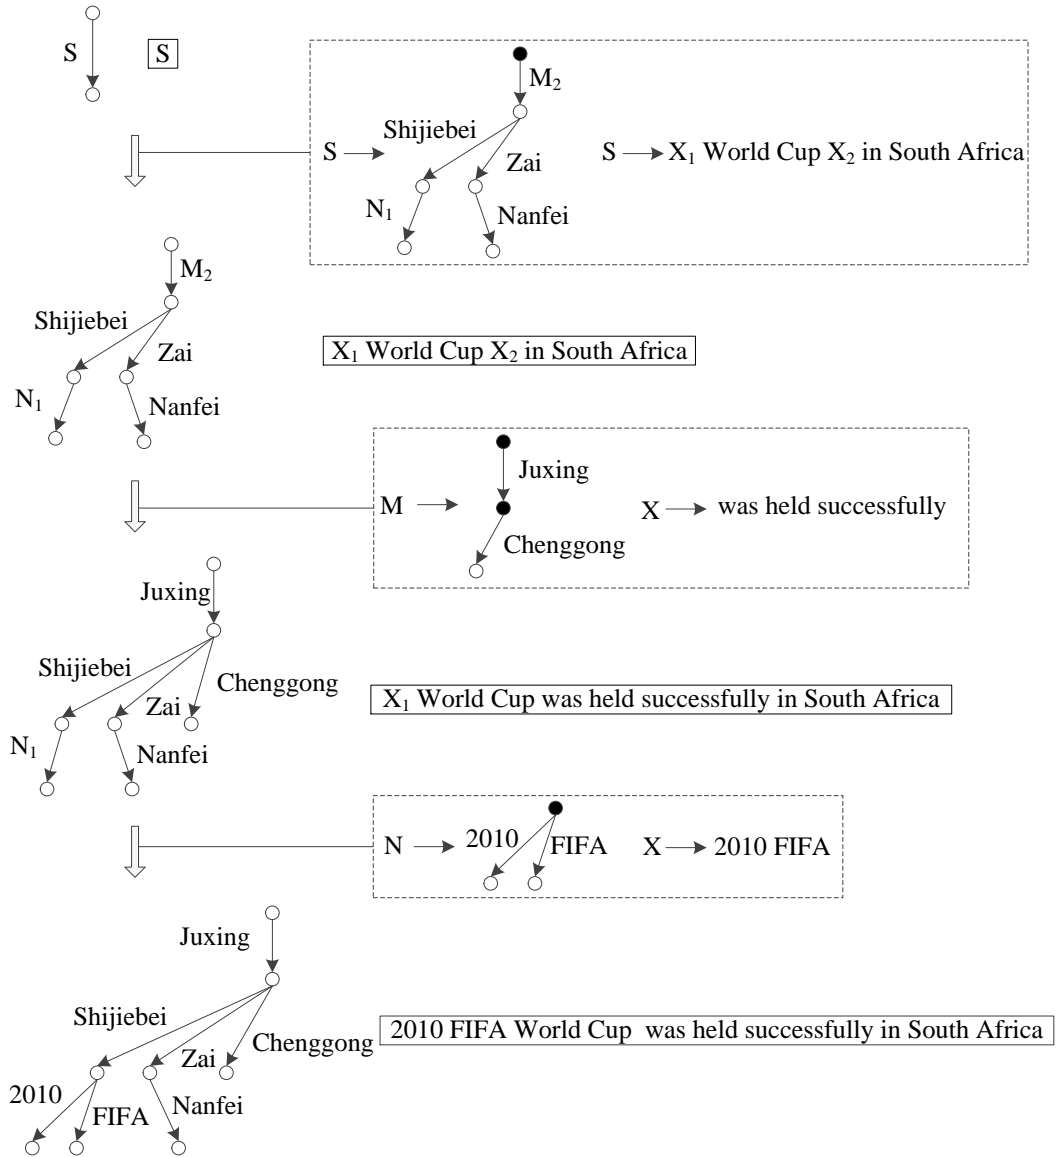 S
S
M₂
Shijiebei
S
Zai
S
X₁ World Cup X₂ in South Africa
N₁
Nanfei
M₂
Shijiebei
Zai
X₁ World Cup X₂ in South Africa
N₁
Nanfei
Juxing
M
X
was held successfully
Chenggong
Juxing
Shijiebei
Chenggong
X₁ World Cup was held successfully in South Africa
Zai
N₁
Nanfei
2010
N
FIFA
X
2010 FIFA
Juxing
Shijiebei
2010 FIFA World Cup was held successfully in South Africa
Chenggong
Zai
2010
FIFA
Nanfei